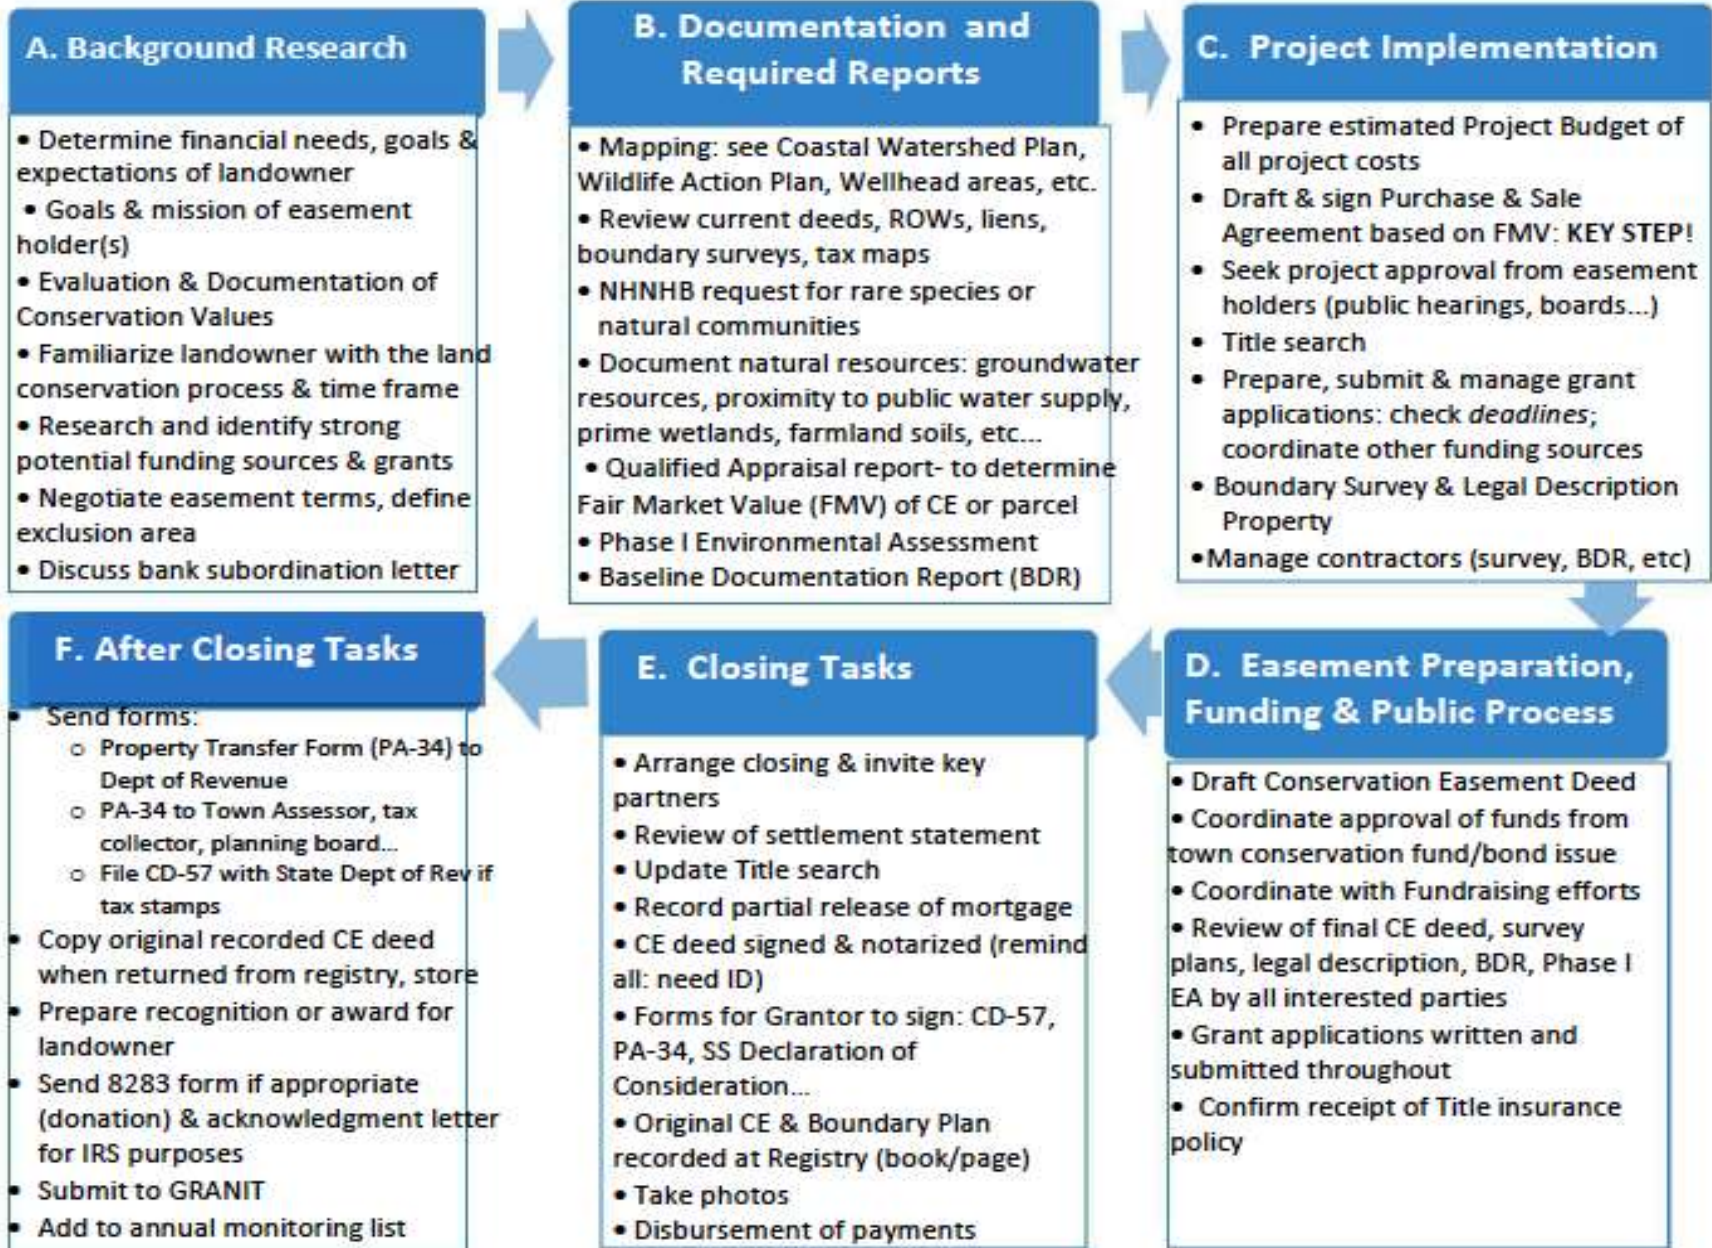 A. Background Research
• Determine financial needs, goals &
expectations of landowner
• Goals & mission of easement
holder(s)
• Evaluation & Documentation of
Conservation Values
• Familiarize landowner with the land
conservation process & time frame
• Research and identify strong
potential funding sources & grants
• Negotiate easement terms, define
exclusion area
• Discuss bank subordination letter
B. Documentation and
Required Reports
• Mapping: see Coastal Watershed Plan,
Wildlife Action Plan, Wellhead areas, etc.
• Review current deeds, ROWs, liens,
boundary surveys, tax maps
• NHNHB request for rare species or
natural communities
• Document natural resources: groundwater
resources, proximity to public water supply,
prime wetlands, farmland soils, etc...
• Qualified Appraisal report- to determine
Fair Market Value (FMV) of CE or parcel
• Phase I Environmental Assessment
• Baseline Documentation Report (BDR)
C. Project Implementation
• Prepare estimated Project Budget of
all project costs
• Draft & sign Purchase & Sale
Agreement based on FMV: KEY STEP!
• Seek project approval from easement
holders (public hearings, boards...)
• Title search
• Prepare, submit & manage grant
applications: check deadlines;
coordinate other funding sources
• Boundary Survey & Legal Description
Property
•Manage contractors (survey, BDR, etc)
D. Easement Preparation,
Funding & Public Process
• Draft Conservation Easement Deed
• Coordinate approval of funds from
town conservation fund/bond issue
• Coordinate with Fundraising efforts
• Review of final CE deed, survey
plans, legal description, BDR, Phase I
EA by all interested parties
• Grant applications written and
submitted throughout
• Confirm receipt of Title insurance
policy
E. Closing Tasks
• Arrange closing & invite key
partners
• Review of settlement statement
• Update Title search
• Record partial release of mortgage
• CE deed signed & notarized (remind
all: need ID)
• Forms for Grantor to sign: CD-57,
PA-34, SS Declaration of
Consideration...
• Original CE & Boundary Plan
recorded at Registry (book/page)
• Take photos
• Disbursement of payments
F. After Closing Tasks
• Send forms:
o Property Transfer Form (PA-34) to
Dept of Revenue
o PA-34 to Town Assessor, tax
collector, planning board...
o File CD-57 with State Dept of Rev if
tax stamps
• Copy original recorded CE deed
when returned from registry, store
• Prepare recognition or award for
landowner
• Send 8283 form if appropriate
(donation) & acknowledgment letter
for IRS purposes
• Submit to GRANIT
• Add to annual monitoring list